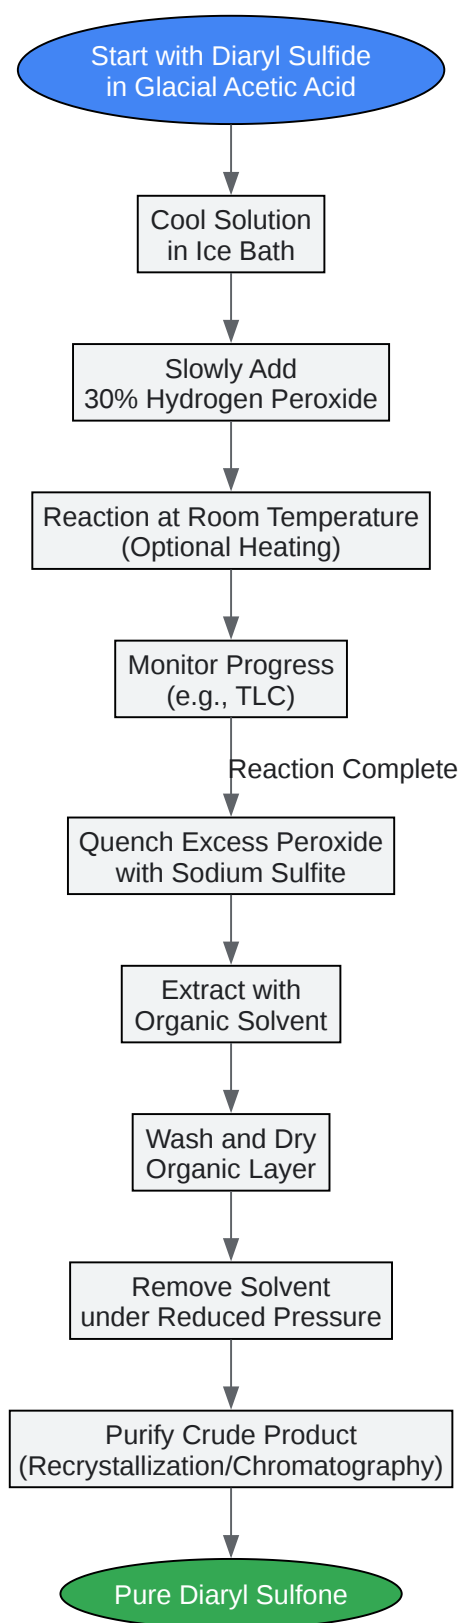 Start with Diaryl Sulfide
in Glacial Acetic Acid
Cool Solution
in Ice Bath
Slowly Add
30% Hydrogen Peroxide
Reaction at Room Temperature
(Optional Heating)
Monitor Progress
(e.g., TLC)
Reaction Complete
Quench Excess Peroxide
with Sodium Sulfite
Extract with
Organic Solvent
Wash and Dry
Organic Layer
Remove Solvent
under Reduced Pressure
Purify Crude Product
(Recrystallization/Chromatography)
Pure Diaryl Sulfone